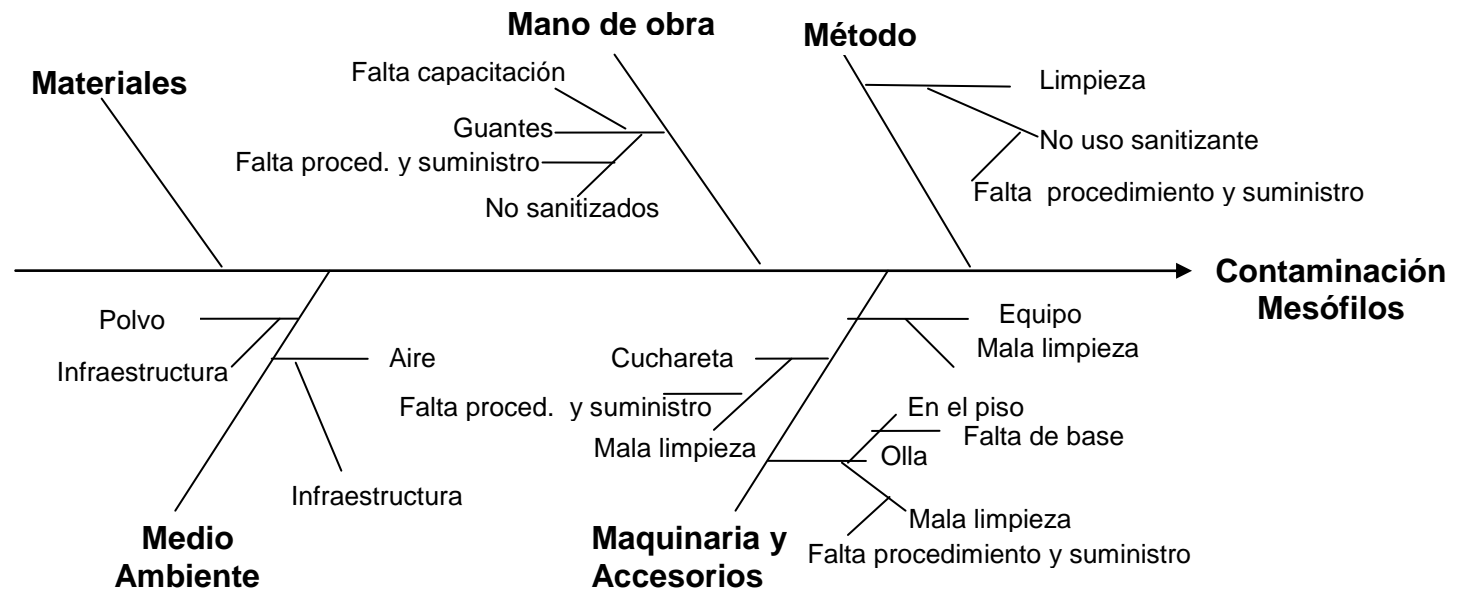 Mano de obra
Método
Materiales
Falta capacitación
Limpieza
Guantes
No uso sanitizante
Falta proced. y suministro
Falta  procedimiento y suministro
No sanitizados
Contaminación
Mesófilos
Polvo
Equipo
Mala limpieza
Infraestructura
Aire
Cuchareta
Falta proced.  y suministro
En el piso
Falta de base
Mala limpieza
Olla
Infraestructura
Mala limpieza
Falta procedimiento y suministro
Medio
Ambiente
Maquinaria y
Accesorios